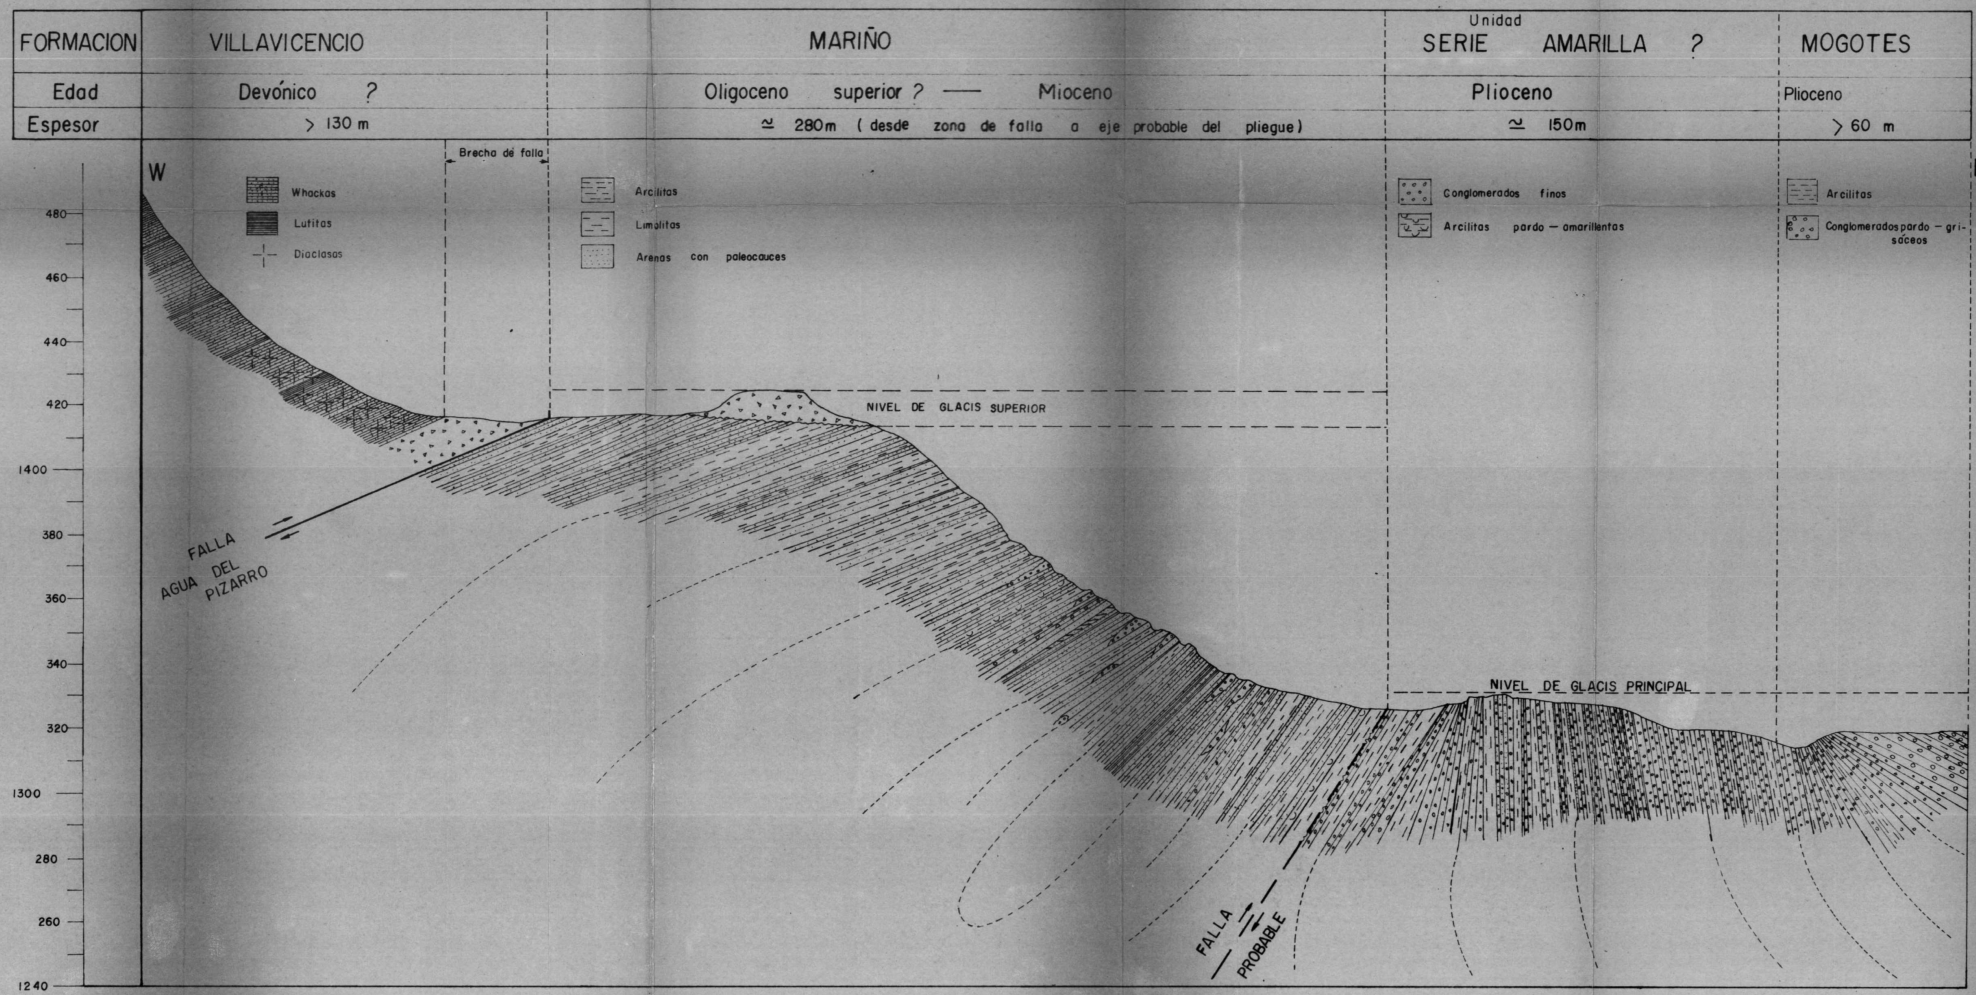 FORMACION VILLAVICENCIO MARIÑO Unidad SERIE AMARILLA ? MOGOTES
Edad Devónico ? Oligoceno superior ? — Mioceno Plioceno Plioceno
Espesor > 130 m ≃ 280m ( desde zona de falla a eje probable del pliegue ) ≃ 150m > 60 m
Brecha de falla
W
Whackas
Lutitas
Diaclasas
Arcilitas
Limolitas
Arenas con paleocauces
Conglomerados finos
Arcilitas pardo — amarillentas
Arcilitas
Conglomerados pardo — gri-
sáceos
480
460
440
420
1400
380
360
340
320
1300
280
260
1240
NIVEL DE GLACIS SUPERIOR
FALLA
AGUA DEL
PIZARRO
NIVEL DE GLACIS PRINCIPAL
FALLA
PROBABLE